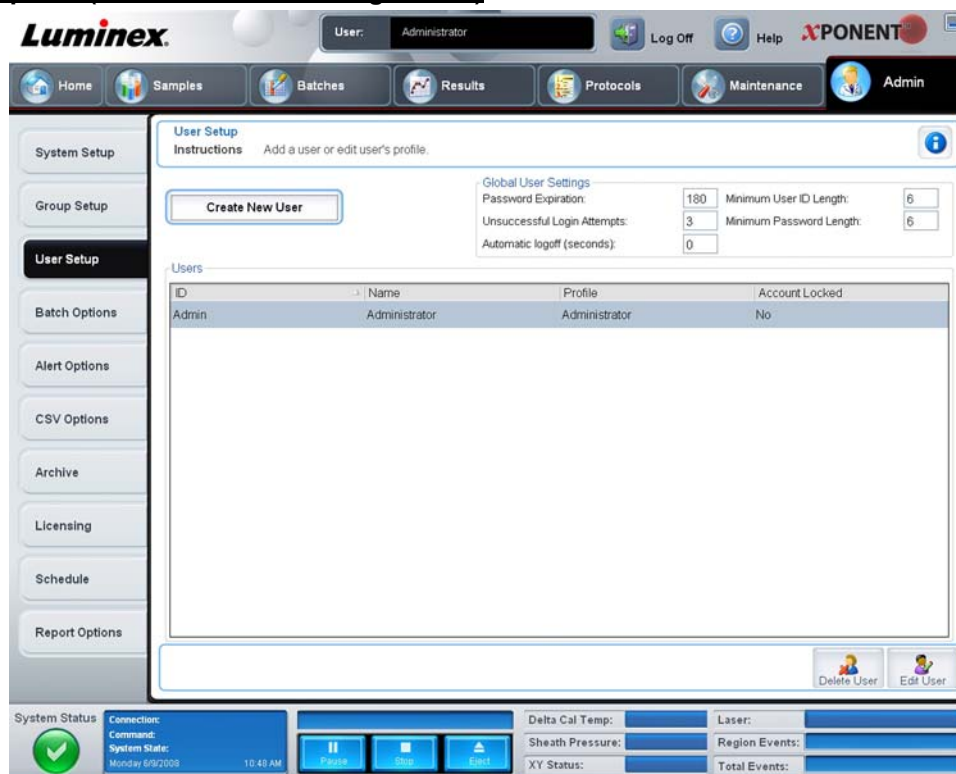 Luminex.
User: Administrator
Log Off
Help
xPONENT
Home
Samples
Batches
Results
Protocols
Maintenance
Admin
System Setup
Group Setup
User Setup
Batch Options
Alert Options
CSV Options
Archive
Licensing
Schedule
Report Options
User Setup
Instructions Add a user or edit user's profile.
Create New User
Global User Settings
Password Expiration: 180 Minimum User ID Length: 6
Unsuccessful Login Attempts: 3 Minimum Password Length: 6
Automatic logoff (seconds): 0
Users
ID Name Profile Account Locked
Admin Administrator Administrator No
Delete User
Edit User
System Status
Connection:
Command:
System State:
Monday 6/9/2008 10:48 AM
Pause
Stop
Eject
Delta Cal Temp:
Sheath Pressure:
XY Status:
Laser:
Region Events:
Total Events: